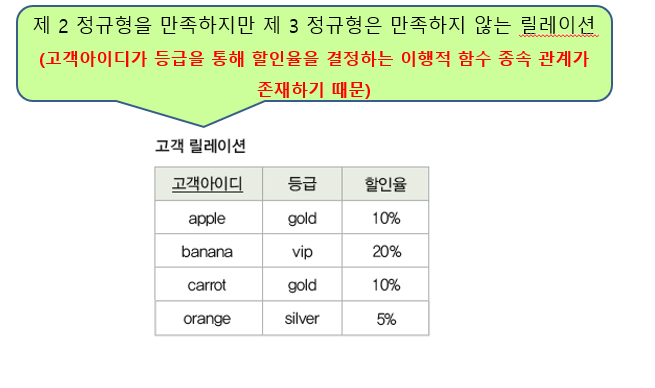 제 2 정규형을 만족하지만 제 3 정규형은 만족하지 않는 릴레이션
(고객아이디가 등급을 통해 할인율을 결정하는 이행적 함수 종속 관계가
존재하기 때문)
고객 릴레이션
고객아이디 등급 할인율
apple gold 10%
banana vip 20%
carrot gold 10%
orange silver 5%